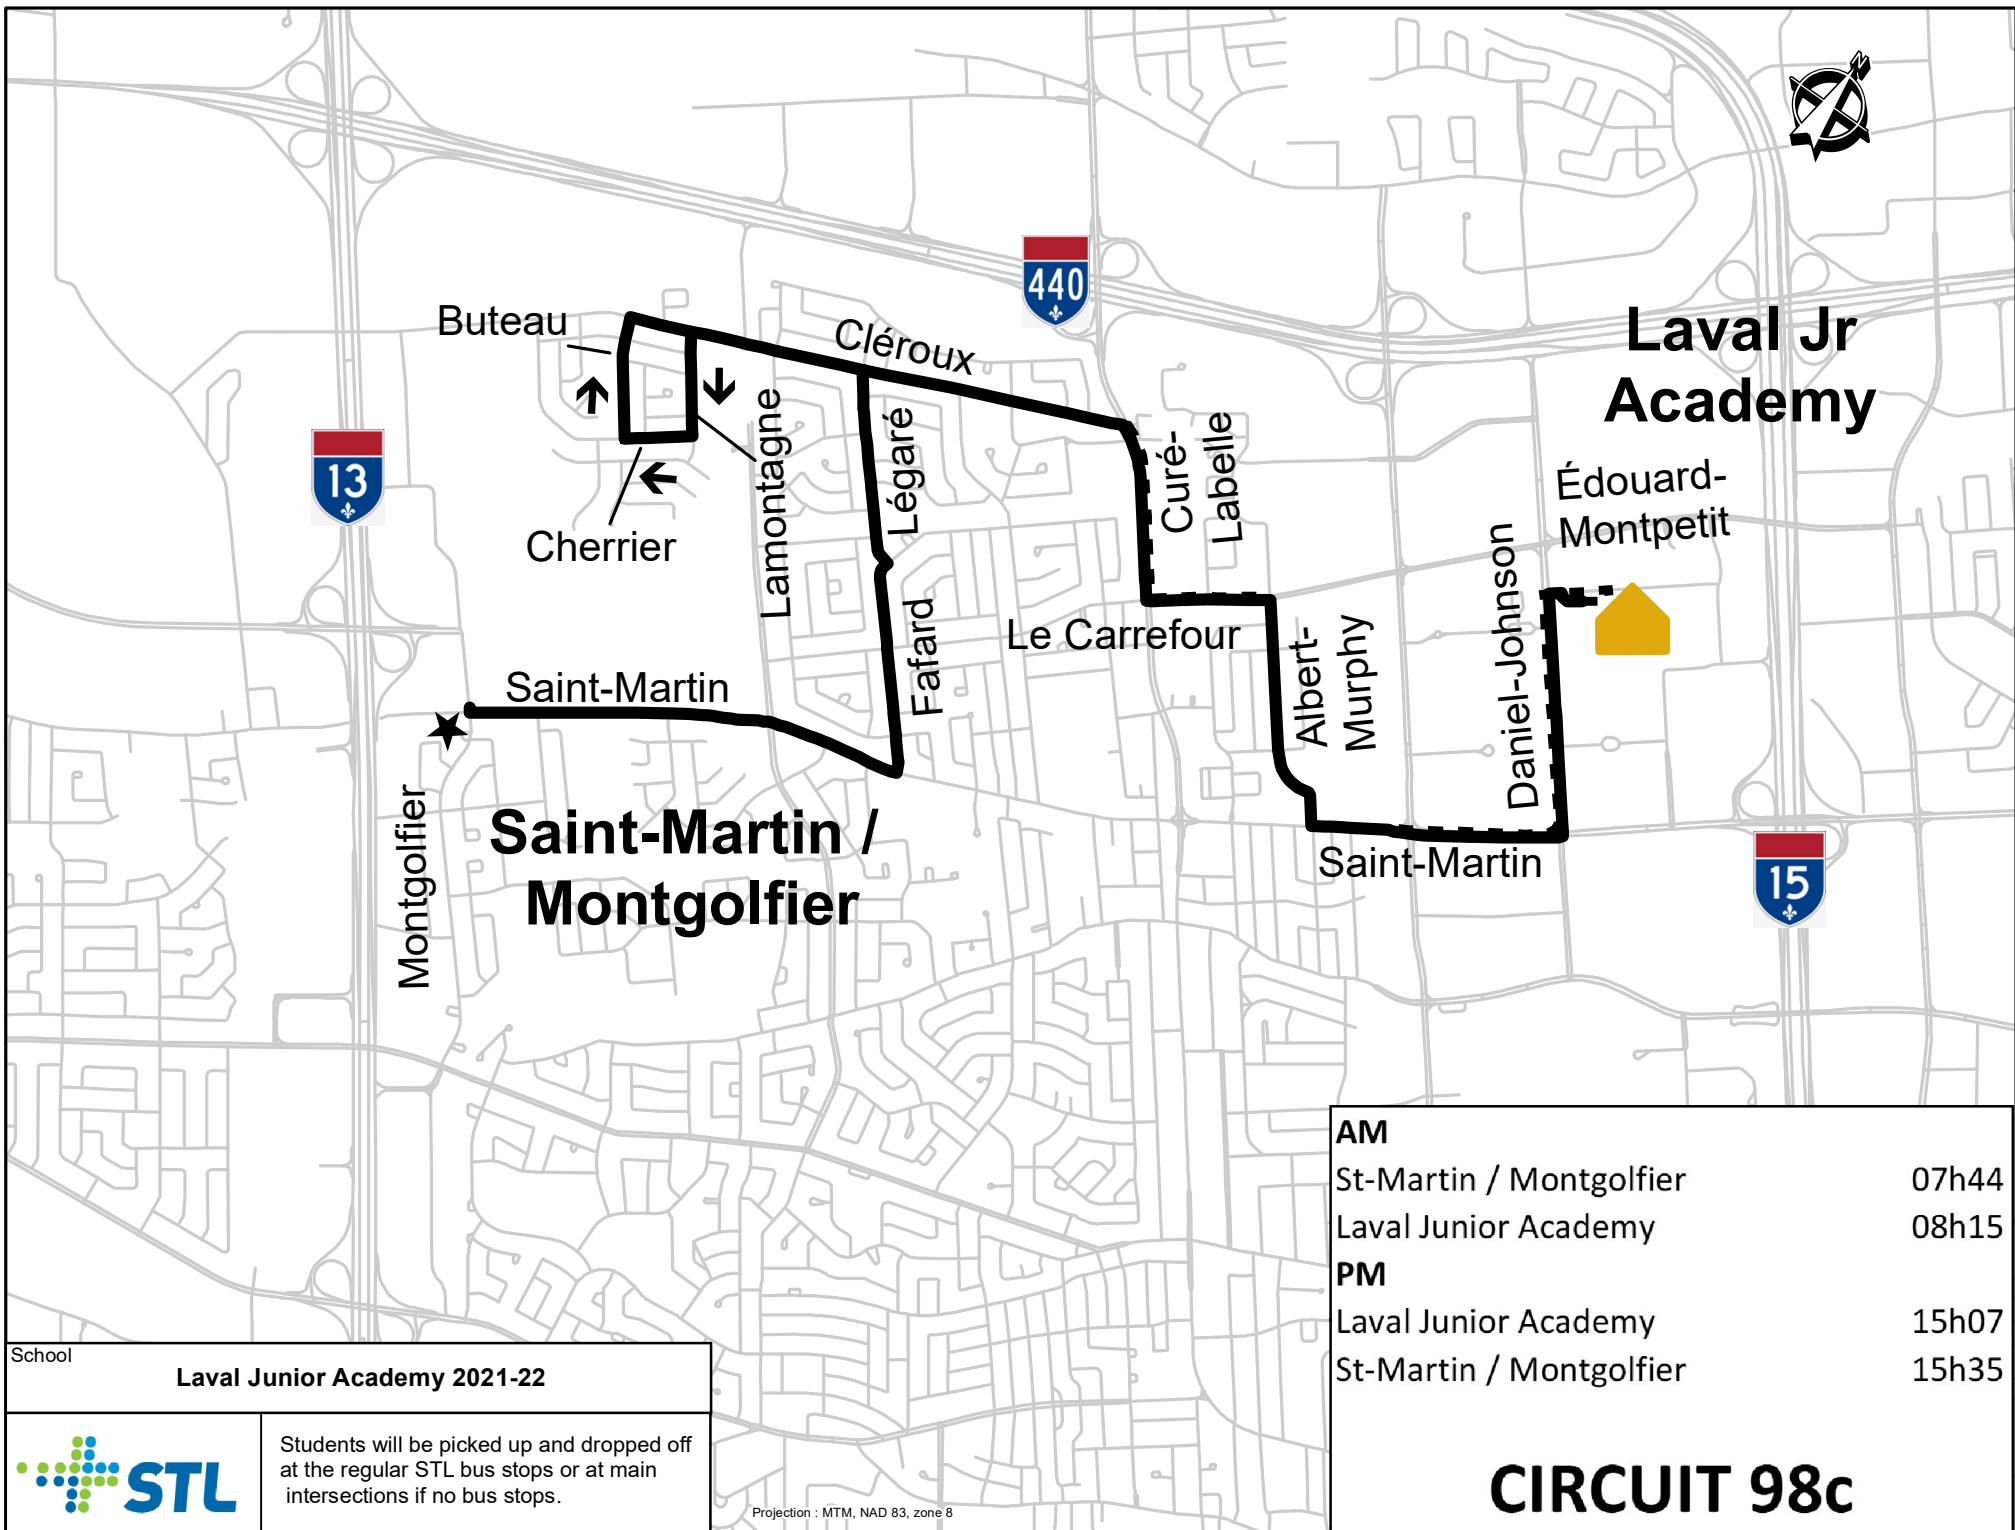 N
440
Laval Jr
Academy
Buteau
Cléroux
13
Lamontagne
Légaré
Curé-
Labelle
Édouard-
Montpetit
Cherrier
Daniel-Johnson
Fafard
Le Carrefour
Albert-
Murphy
Saint-Martin
Montgolfier
Saint-Martin /
Montgolfier
Saint-Martin
15
AM
St-Martin / Montgolfier 07h44
Laval Junior Academy 08h15
PM
Laval Junior Academy 15h07
St-Martin / Montgolfier 15h35
CIRCUIT 98c
School
Laval Junior Academy 2021-22
STL
Students will be picked up and dropped off
at the regular STL bus stops or at main
intersections if no bus stops.
Projection : MTM, NAD 83, zone 8